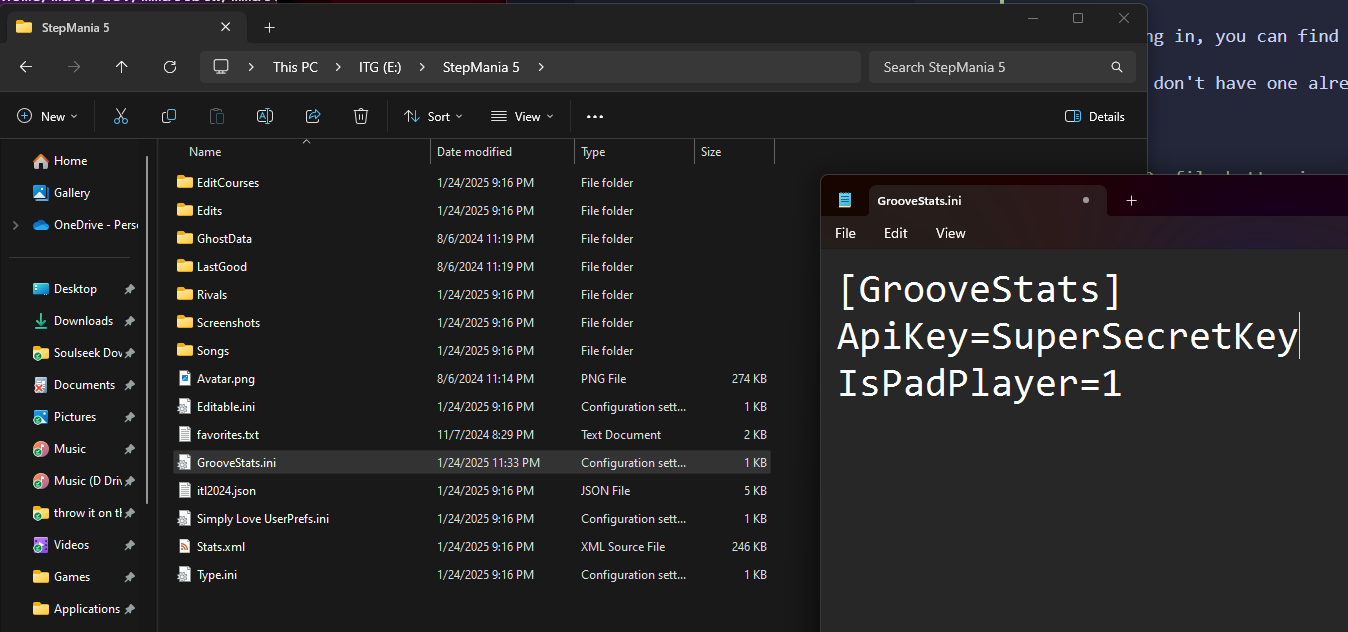 StepMania 5
This PC
ITG (E:)
StepMania 5
Search StepMania 5
New
Sort
View
Details
Home
Gallery
OneDrive - Pers
Desktop
Downloads
Soulseek Dov
Documents
Pictures
Music
Music (D Driv
throw it on th
Videos
Games
Applications
Name Date modified Type Size
EditCourses 1/24/2025 9:16 PM File folder
Edits 1/24/2025 9:16 PM File folder
GhostData 8/6/2024 11:19 PM File folder
LastGood 8/6/2024 11:19 PM File folder
Rivals 1/24/2025 9:16 PM File folder
Screenshots 1/24/2025 9:16 PM File folder
Songs 1/24/2025 9:16 PM File folder
Avatar.png 8/6/2024 11:14 PM PNG File 274 KB
Editable.ini 1/24/2025 9:16 PM Configuration sett... 1 KB
favorites.txt 11/7/2024 8:29 PM Text Document 2 KB
GrooveStats.ini 1/24/2025 11:33 PM Configuration sett... 1 KB
itl2024.json 1/24/2025 9:16 PM JSON File 5 KB
Simply Love UserPrefs.ini 1/24/2025 9:16 PM Configuration sett... 1 KB
Stats.xml 1/24/2025 9:16 PM XML Source File 246 KB
Type.ini 1/24/2025 9:16 PM Configuration sett... 1 KB
ng in, you can find
don't have one alre
GrooveStats.ini
File Edit View
[GrooveStats]
ApiKey=SuperSecretKey
IsPadPlayer=1